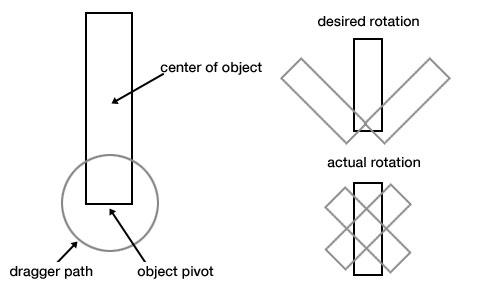 desired rotation
center of object
actual rotation
dragger path
object pivot